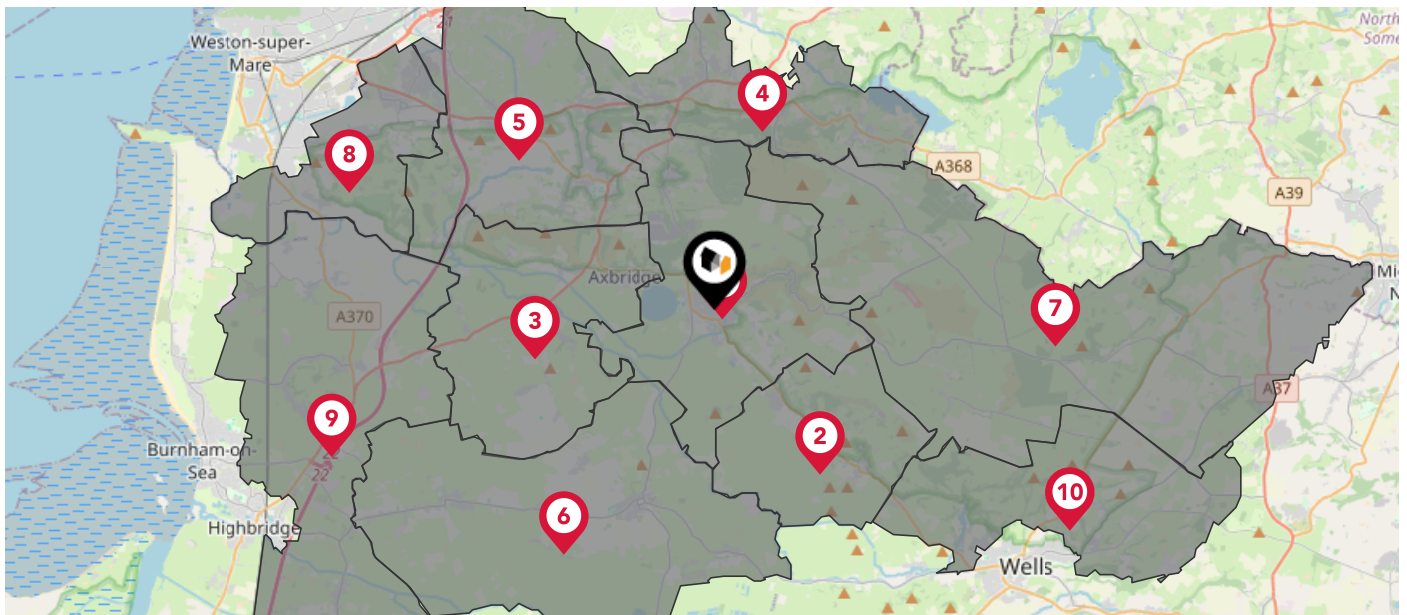 21
North
Some
Weston-super-
Mare
4
5
8
A368
A39
Axbridge
Mi
N
7
A370
3
A37
9
2
22
22
Burnham-on-
Sea
10
6
Highbridge
Wells